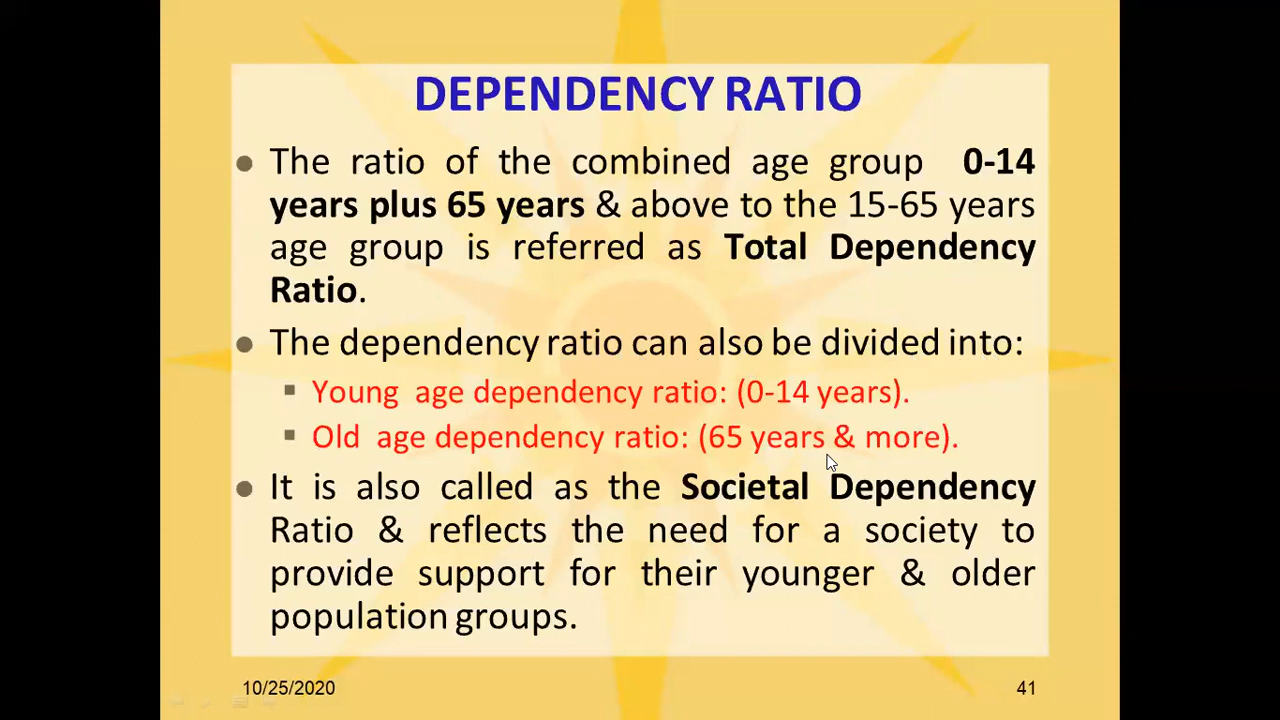 DEPENDENCY RATIO
● The ratio of the combined age group 0-14
years plus 65 years & above to the 15-65 years
age group is referred as Total Dependency
Ratio.
● The dependency ratio can also be divided into:
▪ Young age dependency ratio: (0-14 years).
▪ Old age dependency ratio: (65 years & more).
● It is also called as the Societal Dependency
Ratio & reflects the need for a society to
provide support for their younger & older
population groups.
10/25/2020
41